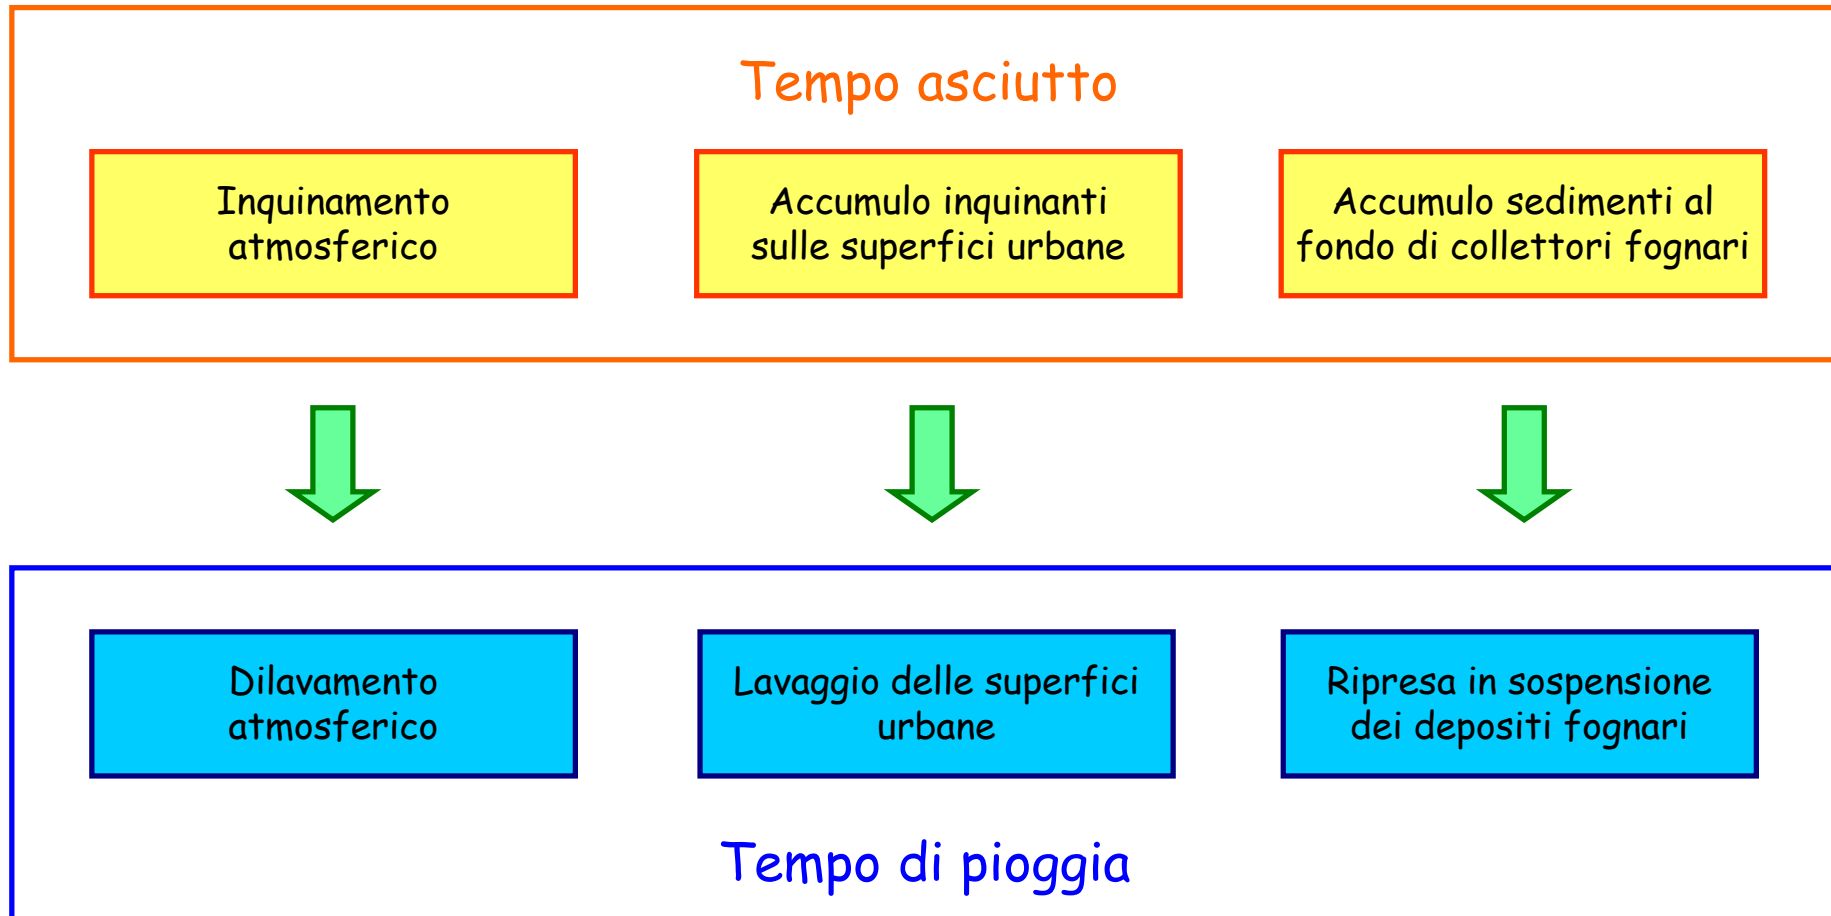 Tempo asciutto
Inquinamento
atmosferico
Accumulo inquinanti
sulle superfici urbane
Accumulo sedimenti al
fondo di collettori fognari
Dilavamento
atmosferico
Lavaggio delle superfici
urbane
Ripresa in sospensione
dei depositi fognari
Tempo di pioggia